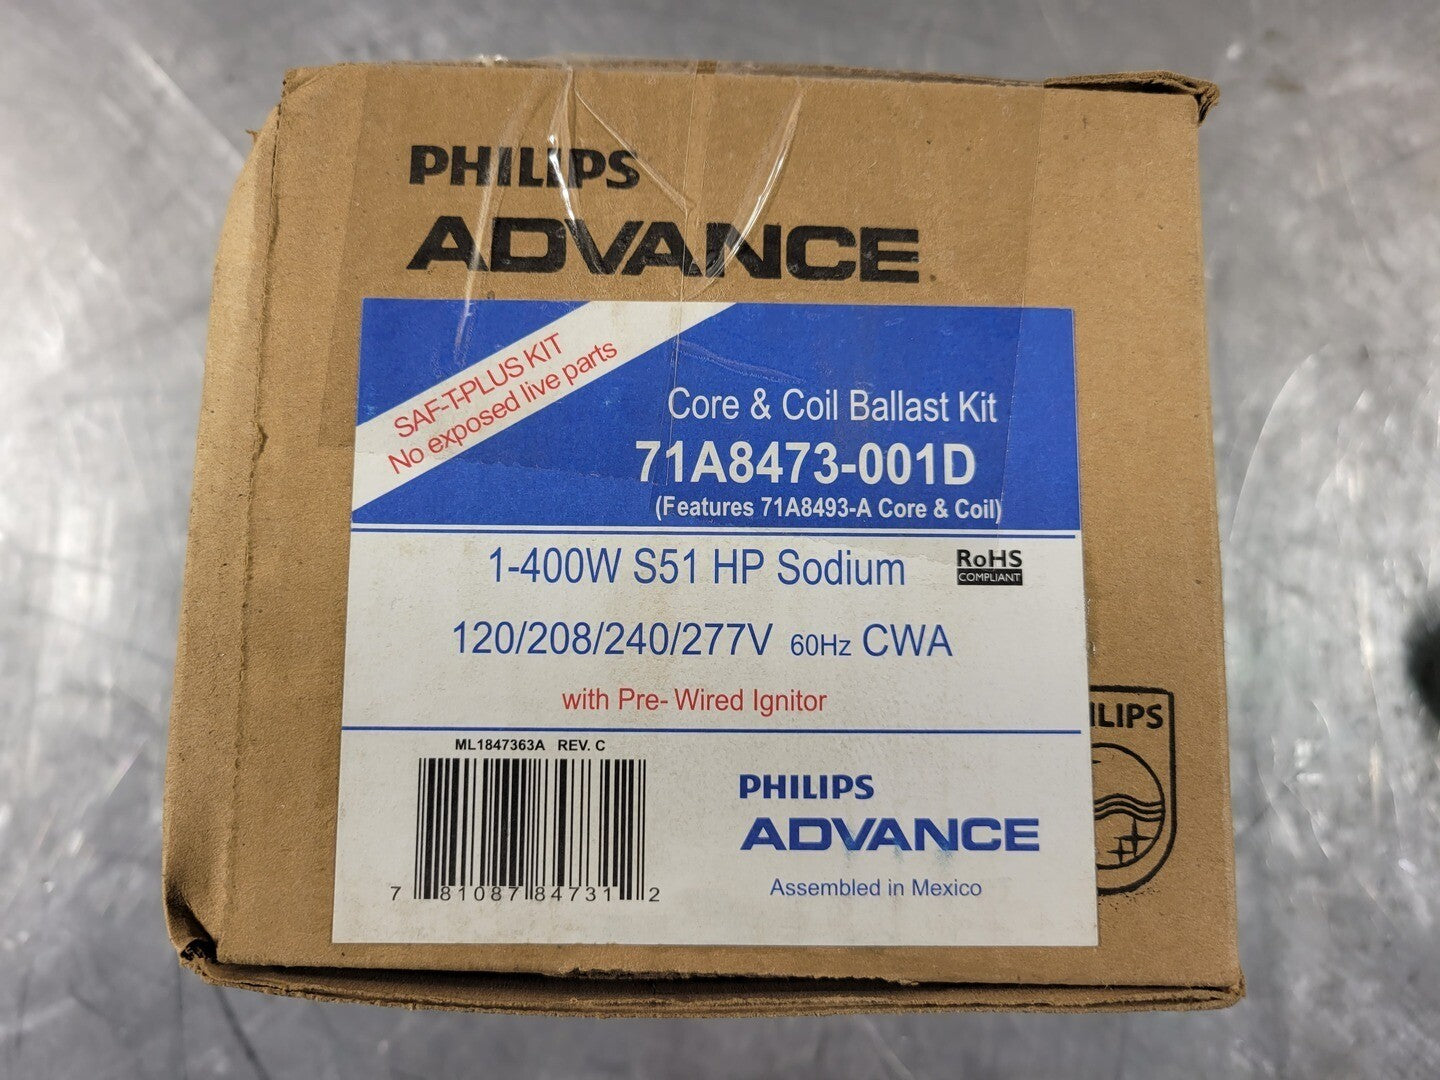 PHILIPS
ADVANCE
SAF-T-PLUS KIT
No exposed live parts
Core & Coil Ballast Kit
71A8473-001D
(Features 71A8493-A Core & Coil)
1-400W S51 HP Sodium
RoHS
COMPLIANT
120/208/240/277V 60Hz CWA
with Pre- Wired Ignitor
ML1847363A REV. C
7 81087 84731 2
PHILIPS
ADVANCE
Assembled in Mexico
ILIPS